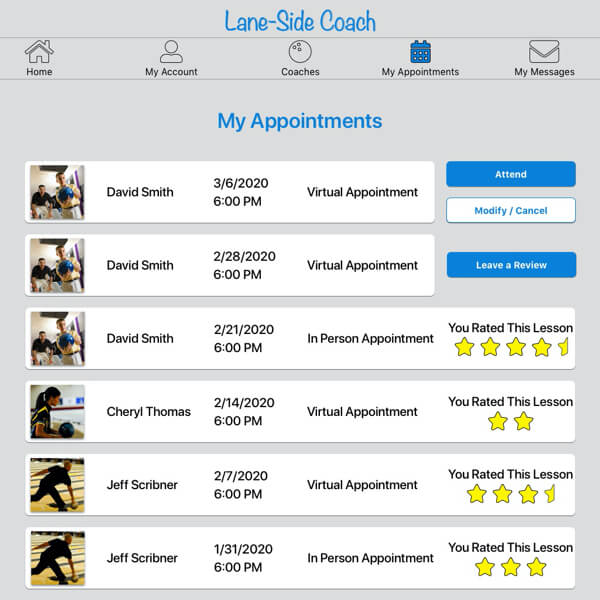 Lane-Side Coach
Home My Account Coaches My Appointments My Messages
My Appointments
David Smith 3/6/2020 Virtual Appointment Attend
6:00 PM Modify / Cancel
David Smith 2/28/2020 Virtual Appointment Leave a Review
6:00 PM
David Smith 2/21/2020 In Person Appointment You Rated This Lesson
6:00 PM
Cheryl Thomas 2/14/2020 Virtual Appointment You Rated This Lesson
6:00 PM
Jeff Scribner 2/7/2020 Virtual Appointment You Rated This Lesson
6:00 PM
Jeff Scribner 1/31/2020 In Person Appointment You Rated This Lesson
6:00 PM